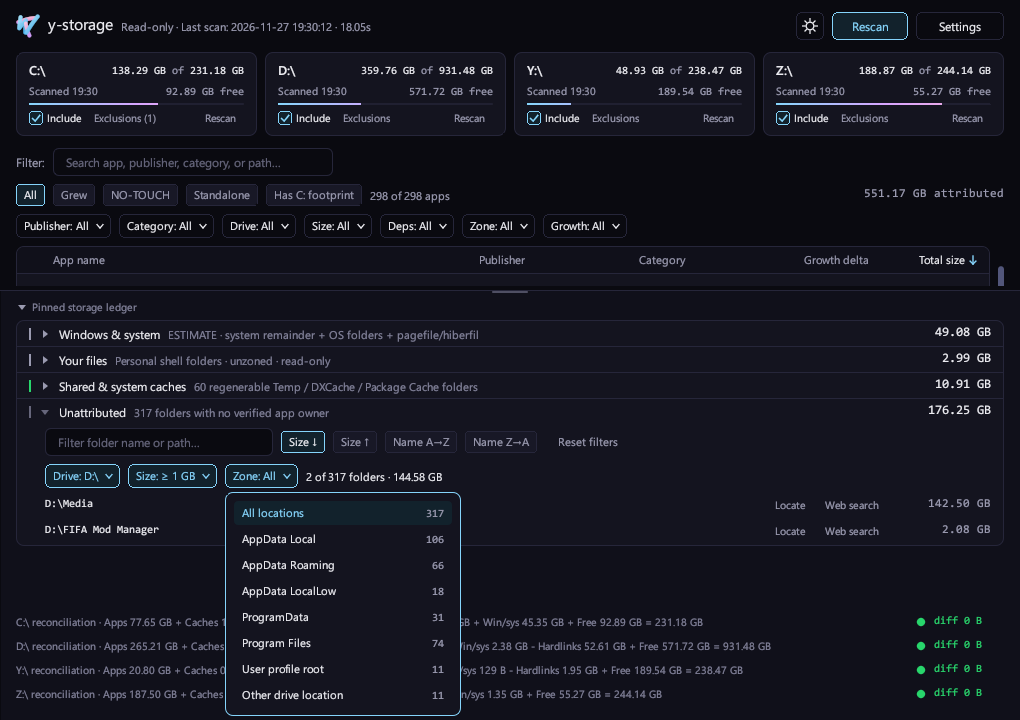 y-storage Read-only · Last scan: 2026-11-27 19:30:12 · 18.05s Rescan Settings
C:\ 138.29 GB of 231.18 GB
Scanned 19:30 92.89 GB free
Include Exclusions (1) Rescan
D:\ 359.76 GB of 931.48 GB
Scanned 19:30 571.72 GB free
Include Exclusions Rescan
Y:\ 48.93 GB of 238.47 GB
Scanned 19:30 189.54 GB free
Include Exclusions Rescan
Z:\ 188.87 GB of 244.14 GB
Scanned 19:30 55.27 GB free
Include Exclusions Rescan
Filter: Search app, publisher, category, or path...
All Grew NO-TOUCH Standalone Has C: footprint 298 of 298 apps 551.17 GB attributed
Publisher: All Category: All Drive: All Size: All Deps: All Zone: All Growth: All
App name Publisher Category Growth delta Total size ↓
Pinned storage ledger
Windows & system ESTIMATE · system remainder + OS folders + pagefile/hiberfil 49.08 GB
Your files Personal shell folders · unzoned · read-only 2.99 GB
Shared & system caches 60 regenerable Temp / DXCache / Package Cache folders 10.91 GB
Unattributed 317 folders with no verified app owner 176.25 GB
Filter folder name or path... Size ↓ Size ↑ Name A→Z Name Z→A Reset filters
Drive: D:\ Size: ≥ 1 GB Zone: All 2 of 317 folders · 144.58 GB
D:\Media Locate Web search 142.50 GB
D:\FIFA Mod Manager Locate Web search 2.08 GB
All locations 317
AppData Local 106
AppData Roaming 66
AppData LocalLow 18
ProgramData 31
Program Files 74
User profile root 11
Other drive location 11
C:\ reconciliation · Apps 77.65 GB + Caches GB + Win/sys 45.35 GB + Free 92.89 GB = 231.18 GB diff 0 B
D:\ reconciliation · Apps 265.21 GB + Caches Win/sys 2.38 GB - Hardlinks 52.61 GB + Free 571.72 GB = 931.48 GB diff 0 B
Y:\ reconciliation · Apps 20.80 GB + Caches 0 sys 129 B - Hardlinks 1.95 GB + Free 189.54 GB = 238.47 GB diff 0 B
Z:\ reconciliation · Apps 187.50 GB + Caches n/sys 1.35 GB + Free 55.27 GB = 244.14 GB diff 0 B